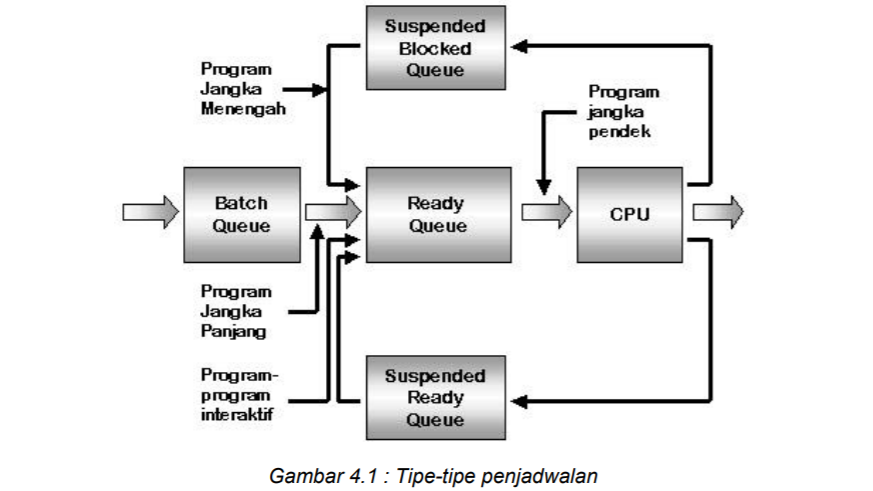 Suspended
Blocked
Queue
Program
Jangka
Menengah
Program
jangka
pendek
Batch
Queue
Ready
Queue
CPU
Program
Jangka
Panjang
Program-
program
interaktif
Suspended
Ready
Queue
Gambar 4.1 : Tipe-tipe penjadwalan